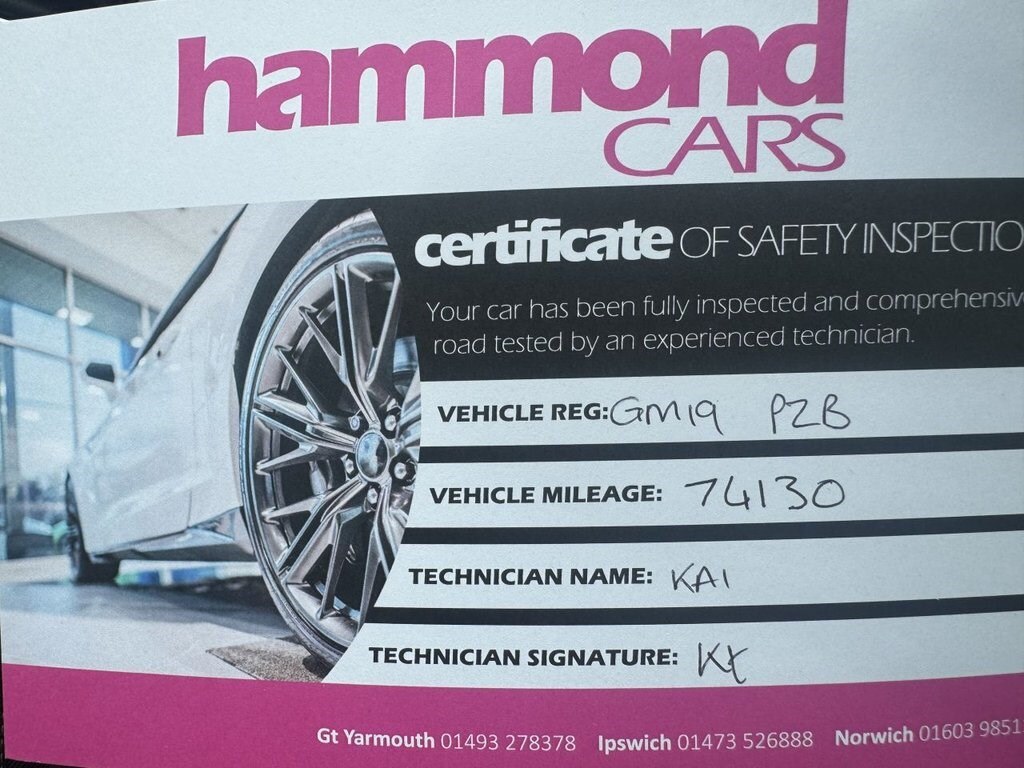 hammond
CARS
certificate OF SAFETY INSPECTIO
Your car has been fully inspected and comprehensiv
road tested by an experienced technician.
VEHICLE REG: GM19 PZB
VEHICLE MILEAGE: 74130
TECHNICIAN NAME: KAI
TECHNICIAN SIGNATURE:
Gt Yarmouth 01493 278378 Ipswich 01473 526888 Norwich 01603 9851